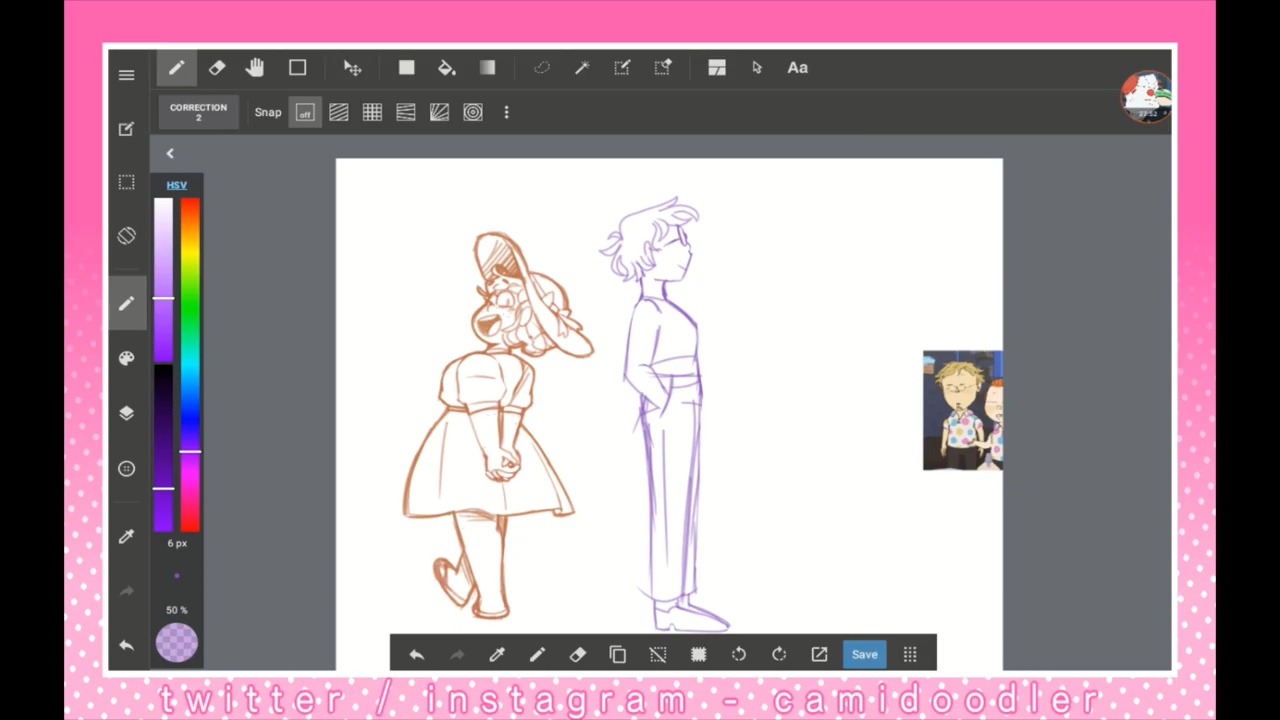 Aa
CORRECTION
2
Snap
off
HSV
6 px
50 %
Save
twitter / instagram - camidoodler